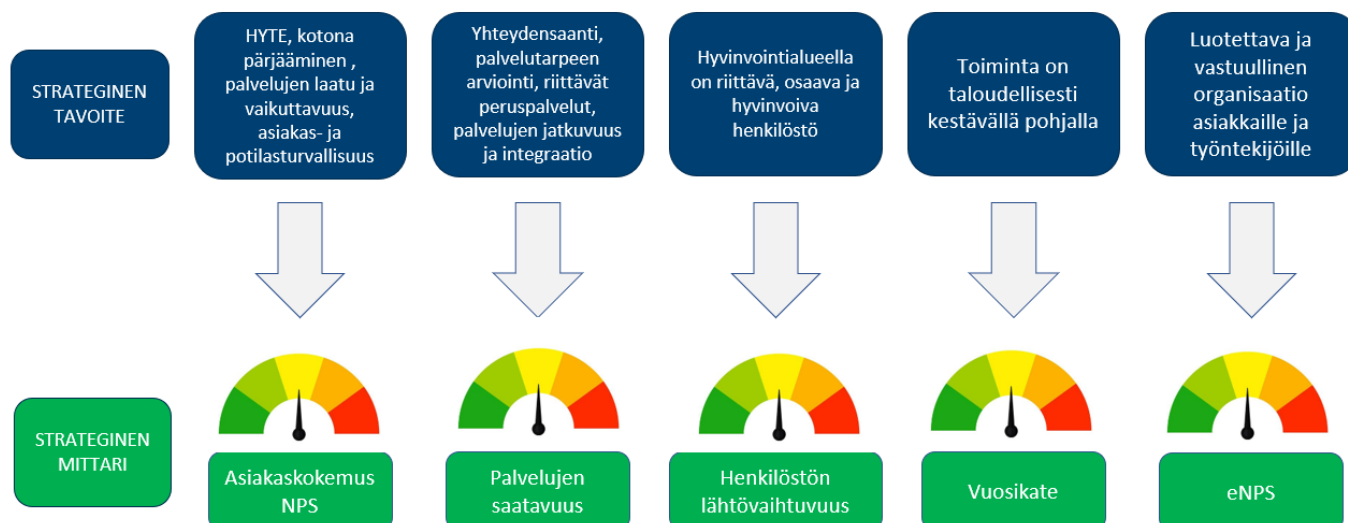 STRATEGINEN
TAVOITE
HYTE, kotona
pärjääminen ,
palvelujen laatu ja
vaikuttavuus,
asiakas- ja
potilasturvallisuus
Yhteydensaanti,
palvelutarpeen
arviointi, riittävät
peruspalvelut,
palvelujen jatkuvuus
ja integraatio
Hyvinvointialueella
on riittävä, osaava ja
hyvinvoiva
henkilöstö
Toiminta on
taloudellisesti
kestävällä pohjalla
Luotettava ja
vastuullinen
organisaatio
asiakkaille ja
työntekijöille
STRATEGINEN
MITTARI
Asiakaskokemus
NPS
Palvelujen
saatavuus
Henkilöstön
lähtövaihtuvuus
Vuosikate
eNPS